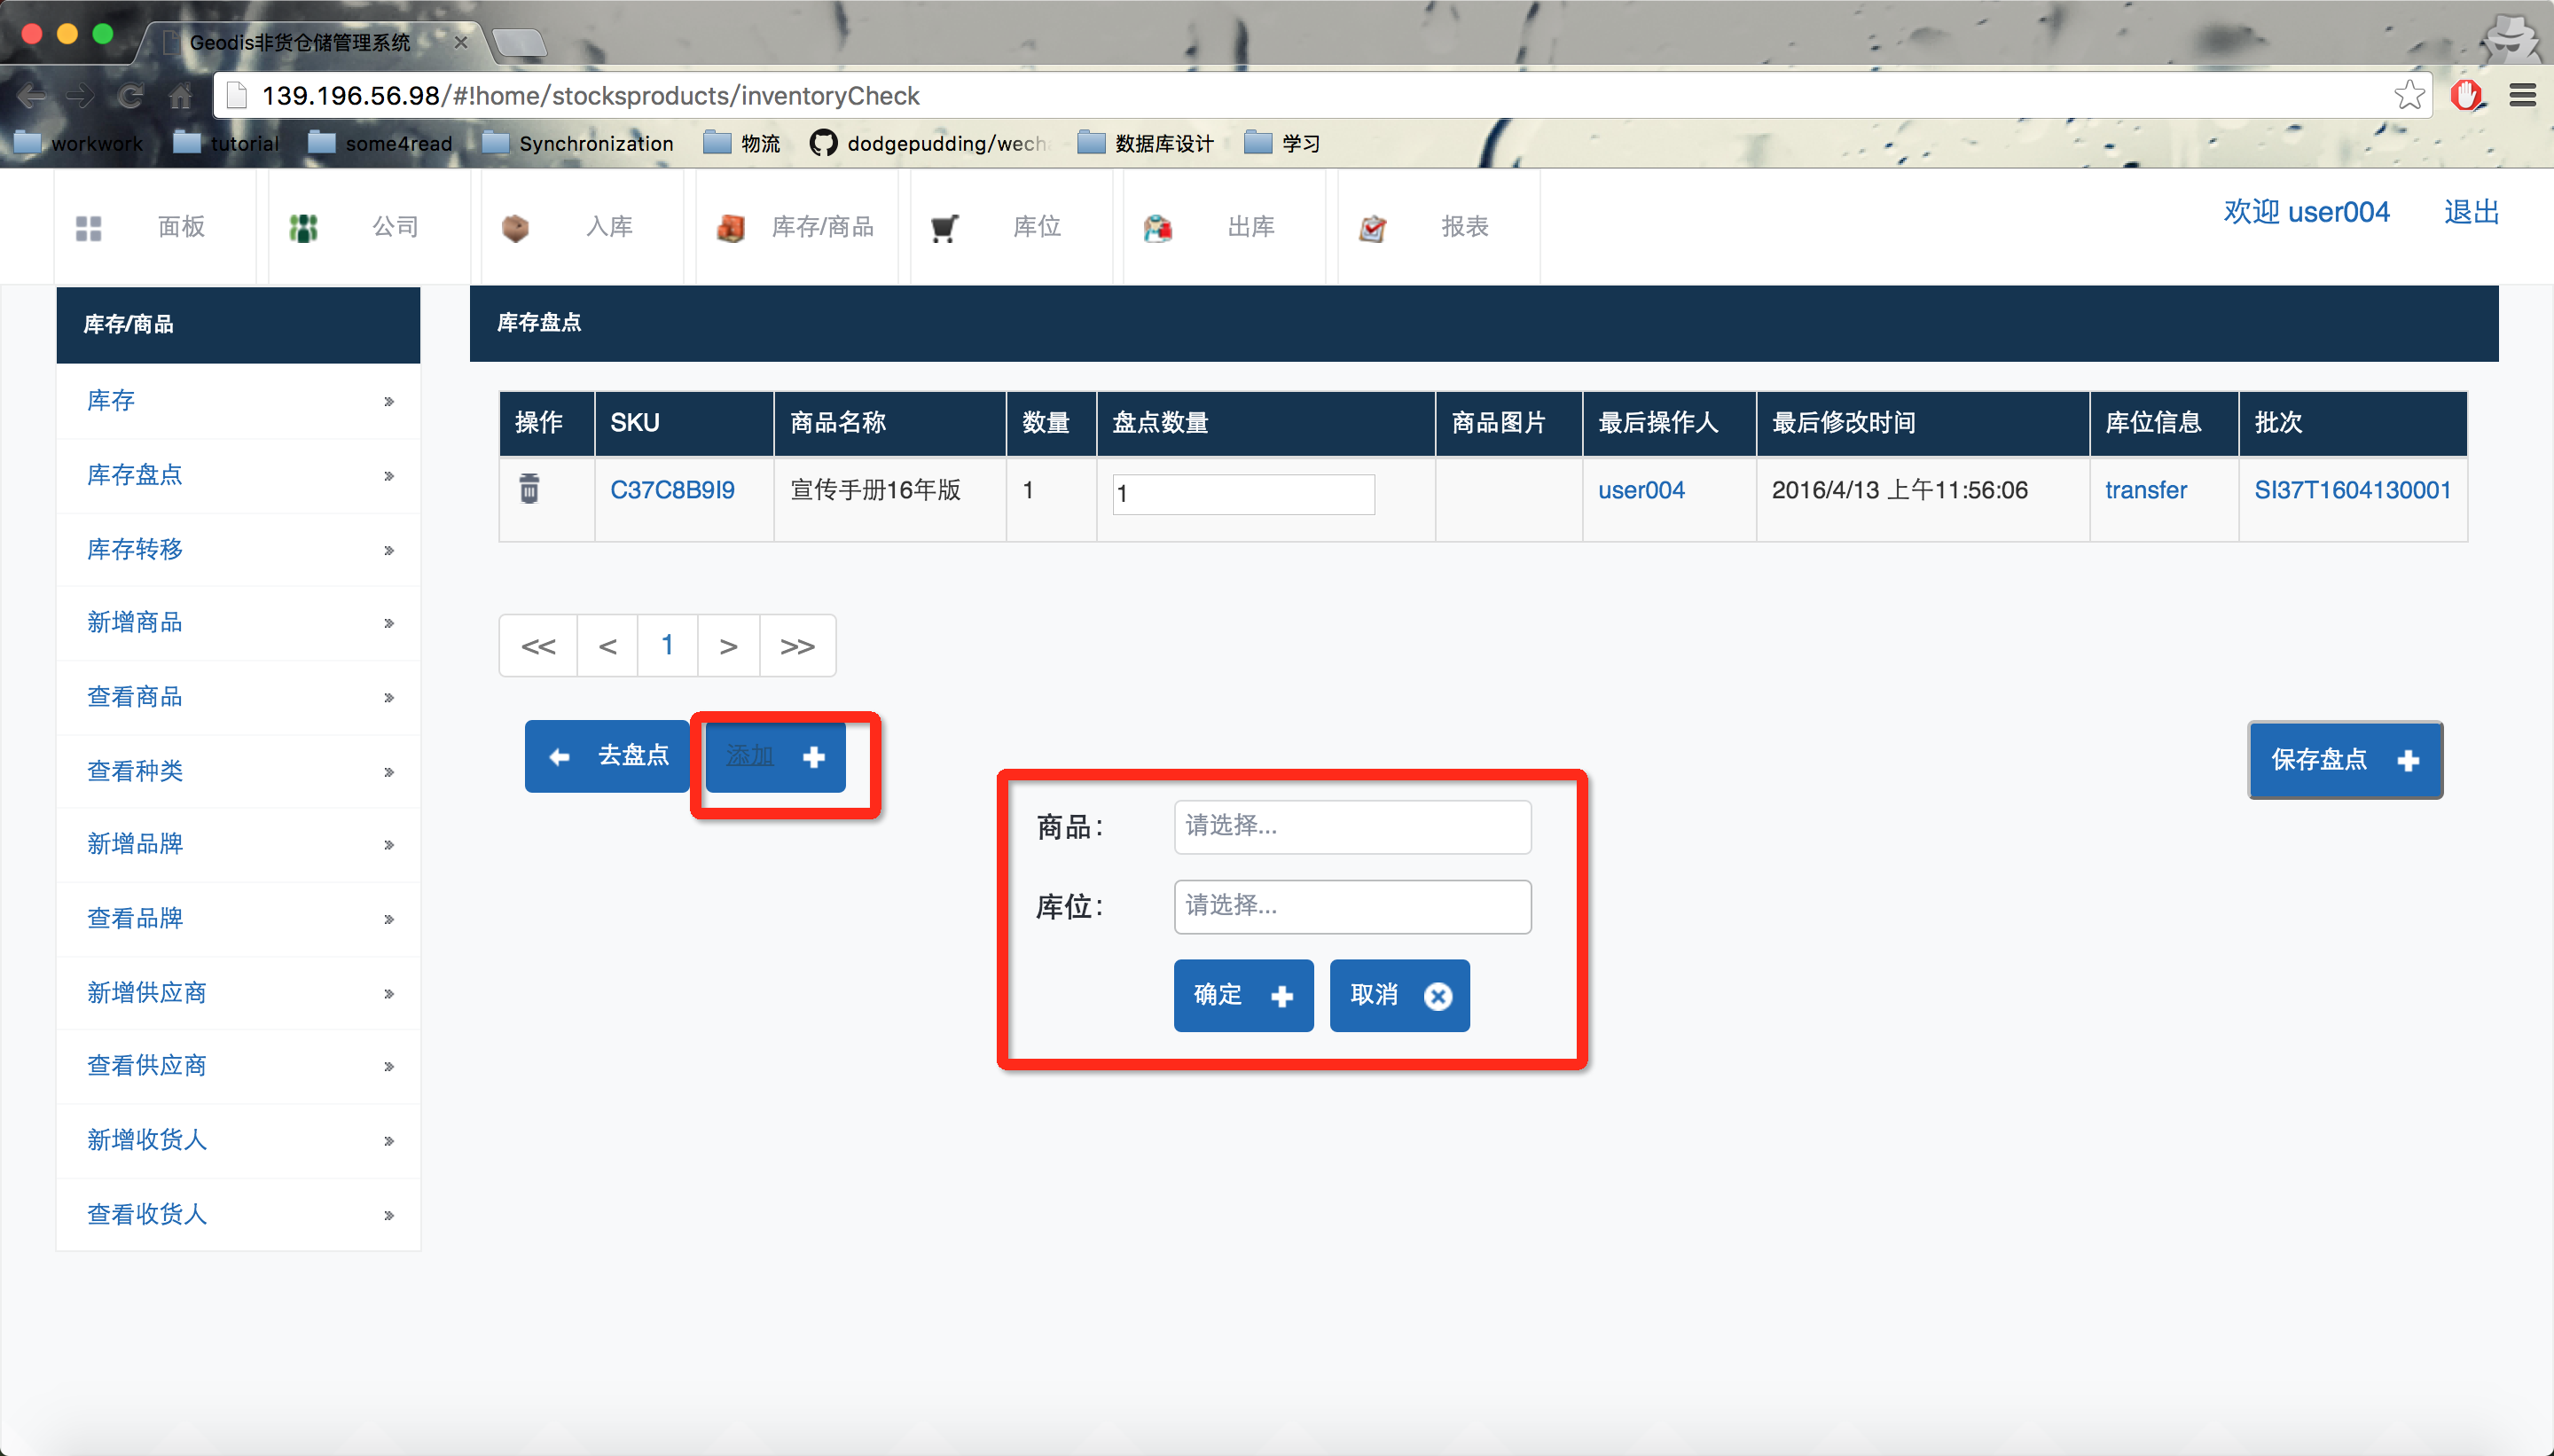 Geodis非货仓储管理系统
139.196.56.98/#!home/stocksproducts/inventoryCheck
workwork tutorial some4read Synchronization 物流 dodgepudding/wech 数据库设计 学习
面板 公司 入库 库存/商品 库位 出库 报表 欢迎 user004 退出
库存/商品
库存 »
库存盘点 »
库存转移 »
新增商品 »
查看商品 »
查看种类 »
新增品牌 »
查看品牌 »
新增供应商 »
查看供应商 »
新增收货人 »
查看收货人 »
库存盘点
操作 SKU 商品名称 数量 盘点数量 商品图片 最后操作人 最后修改时间 库位信息 批次
C37C8B9I9 宣传手册16年版 1 1 user004 2016/4/13 上午11:56:06 transfer SI37T1604130001
<< < 1 > >>
去盘点 添加 保存盘点
商品: 请选择...
库位: 请选择...
确定 取消